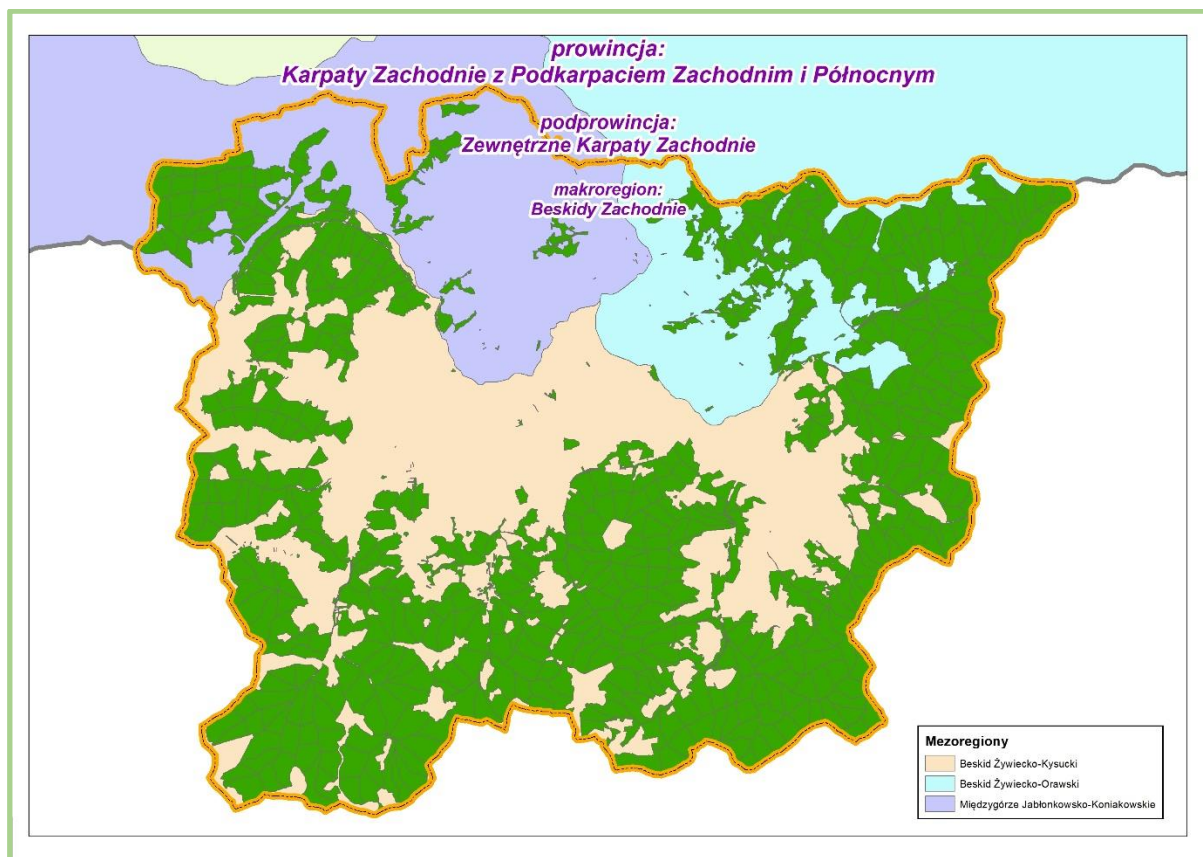 prowincja:
Karpaty Zachodnie z Podkarpaciem Zachodnim i Północnym
podprowincja:
Zewnętrzne Karpaty Zachodnie
makroregion:
Beskidy Zachodnie
Mezoregiony
Beskid Żywiecko-Kysucki
Beskid Żywiecko-Orawski
Międzygórze Jabłonkowsko-Koniakowskie